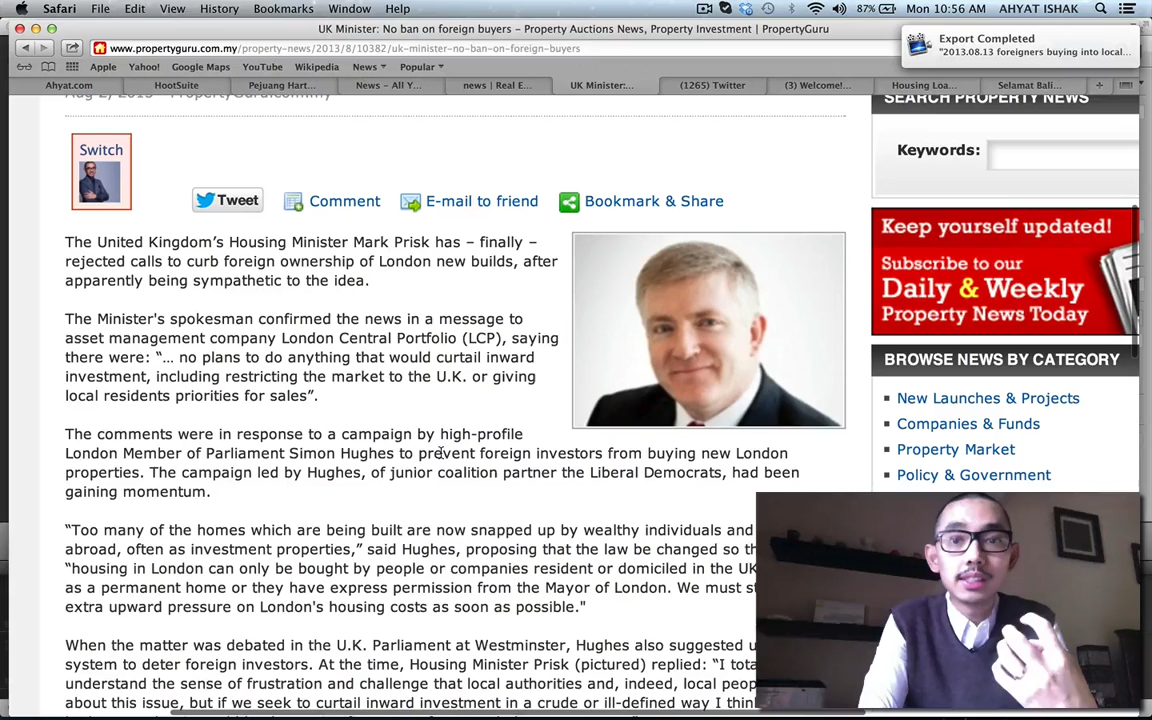 Safari File Edit View History Bookmarks Window Help 87% Mon 10:56 AM AHYAT ISHAK
UK Minister: No ban on foreign buyers – Property Auctions News, Property Investment | PropertyGuru
Export Completed
"2013.08.13 foreigners buying into local...
www.propertyguru.com.my/property-news/2013/8/10382/uk-minister-no-ban-on-foreign-buyers
Apple Yahoo! Google Maps YouTube Wikipedia News Popular
Ahyat.com HootSuite Pejuang Hart... News – All Y... news | Real E... UK Minister:... (1265) Twitter (3) Welcome!... Housing Loa... Selamat Bali...
SEARCH PROPERTY NEWS
Keywords:
Switch
Tweet Comment E-mail to friend Bookmark & Share
The United Kingdom’s Housing Minister Mark Prisk has – finally –
rejected calls to curb foreign ownership of London new builds, after
apparently being sympathetic to the idea.
The Minister's spokesman confirmed the news in a message to
asset management company London Central Portfolio (LCP), saying
there were: “... no plans to do anything that would curtail inward
investment, including restricting the market to the U.K. or giving
local residents priorities for sales”.
The comments were in response to a campaign by high-profile
London Member of Parliament Simon Hughes to prevent foreign investors from buying new London
properties. The campaign led by Hughes, of junior coalition partner the Liberal Democrats, had been
gaining momentum.
“Too many of the homes which are being built are now snapped up by wealthy individuals and
abroad, often as investment properties,” said Hughes, proposing that the law be changed so th
“housing in London can only be bought by people or companies resident or domiciled in the UK
as a permanent home or they have express permission from the Mayor of London. We must st
extra upward pressure on London's housing costs as soon as possible."
When the matter was debated in the U.K. Parliament at Westminster, Hughes also suggested u
system to deter foreign investors. At the time, Housing Minister Prisk (pictured) replied: “I tota
understand the sense of frustration and challenge that local authorities and, indeed, local peop
about this issue, but if we seek to curtail inward investment in a crude or ill-defined way I thin
Keep yourself updated!
Subscribe to our
Daily & Weekly
Property News Today
BROWSE NEWS BY CATEGORY
New Launches & Projects
Companies & Funds
Property Market
Policy & Government